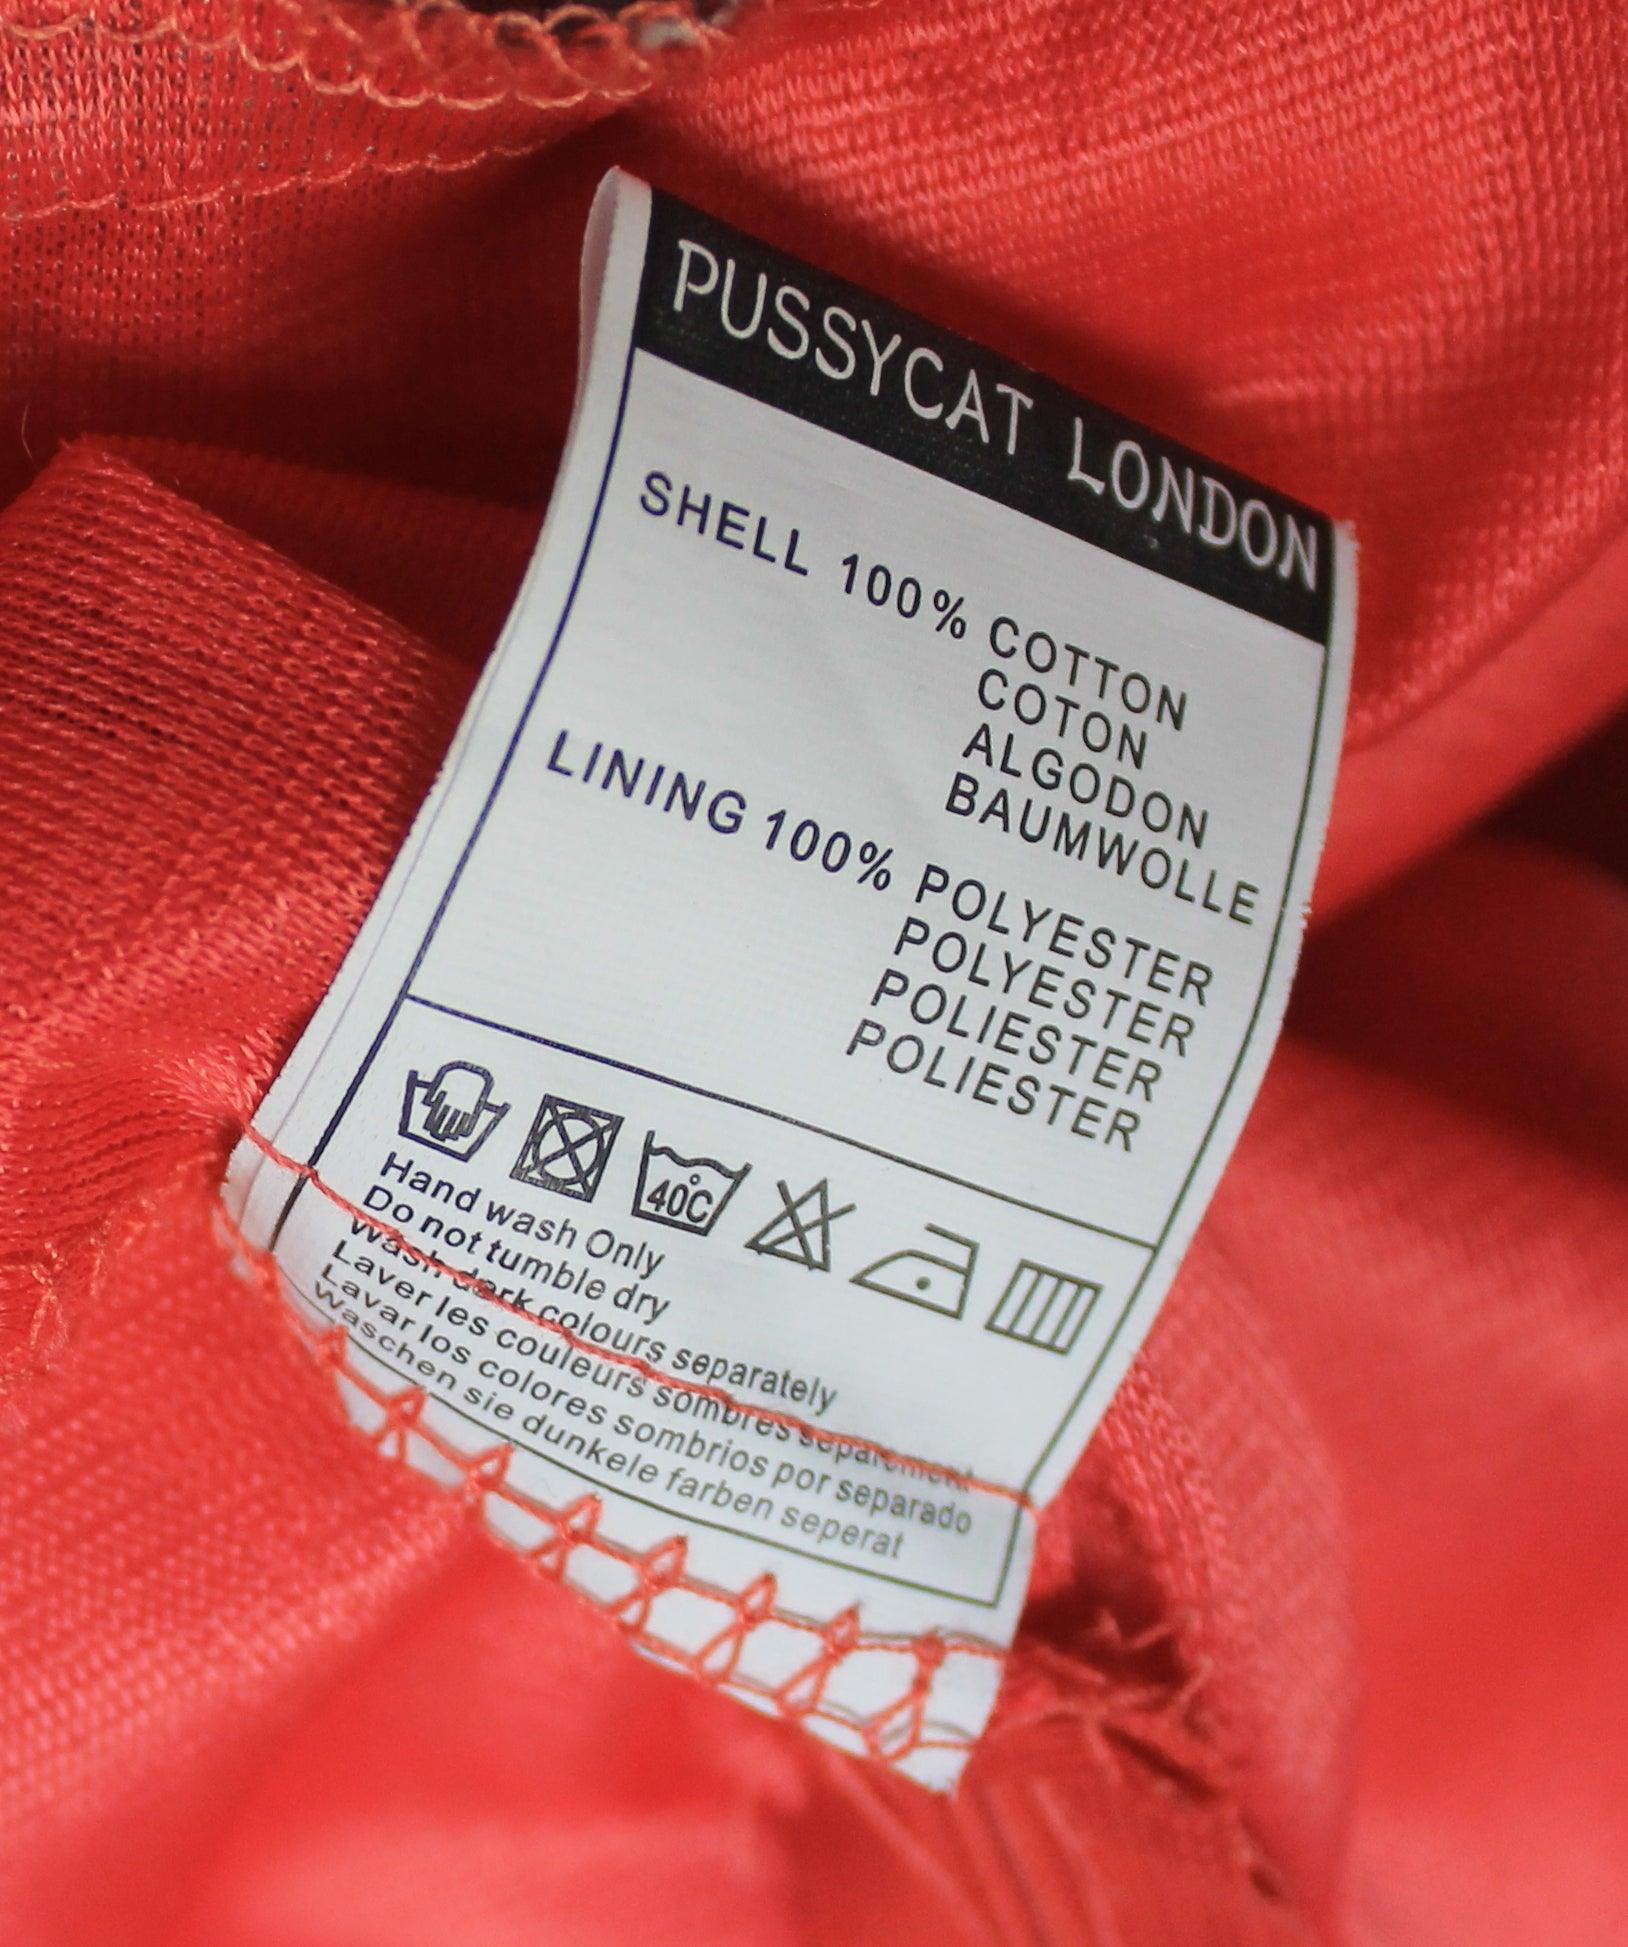 PUSSYCAT LONDON
SHELL 100% COTTON
COTON
ALGODON
BAUMWOLLE
LINING 100% POLYESTER
POLYESTER
POLIESTER
POLIESTER
40°C
Hand wash Only
Do not tumble dry
Wash dark colours separately
Laver les couleurs sombres separement
Lavar los colores sombrios por separado
Waschen sie dunkele farben seperat